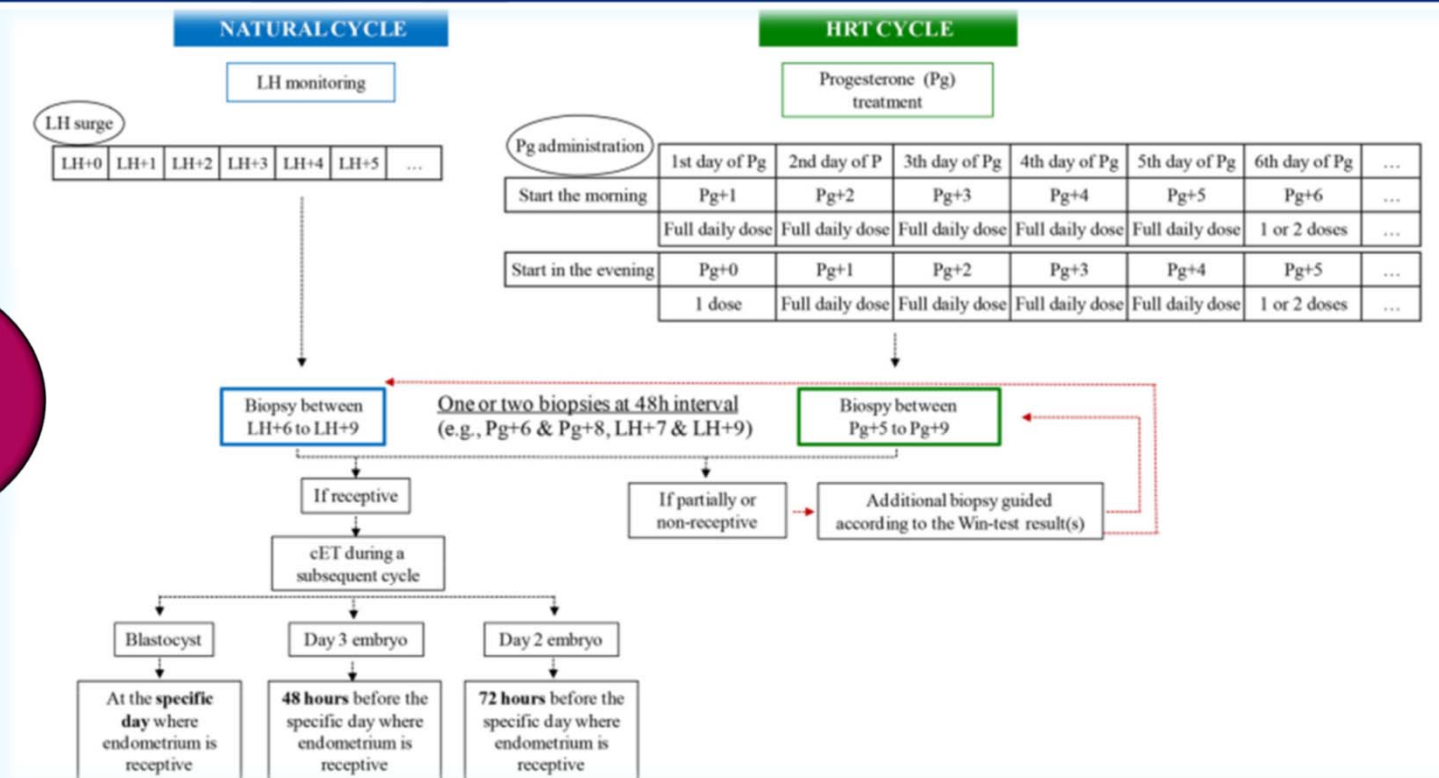 NATURAL CYCLE
HRT CYCLE
LH monitoring
Progesterone (Pg)
treatment
LH surge
LH+0 LH+1 LH+2 LH+3 LH+4 LH+5 ...
Pg administration
1st day of Pg 2nd day of P 3th day of Pg 4th day of Pg 5th day of Pg 6th day of Pg ...
Start the morning Pg+1 Pg+2 Pg+3 Pg+4 Pg+5 Pg+6 ...
Full daily dose Full daily dose Full daily dose Full daily dose Full daily dose 1 or 2 doses ...
Start in the evening Pg+0 Pg+1 Pg+2 Pg+3 Pg+4 Pg+5 ...
1 dose Full daily dose Full daily dose Full daily dose Full daily dose 1 or 2 doses ...
Biopsy between
LH+6 to LH+9
One or two biopsies at 48h interval
(e.g., Pg+6 & Pg+8, LH+7 & LH+9)
Biospy between
Pg+5 to Pg+9
If receptive
If partially or
non-receptive
Additional biopsy guided
according to the Win-test result(s)
cET during a
subsequent cycle
Blastocyst
Day 3 embryo
Day 2 embryo
At the specific
day where
endometrium is
receptive
48 hours before the
specific day where
endometrium is
receptive
72 hours before the
specific day where
endometrium is
receptive